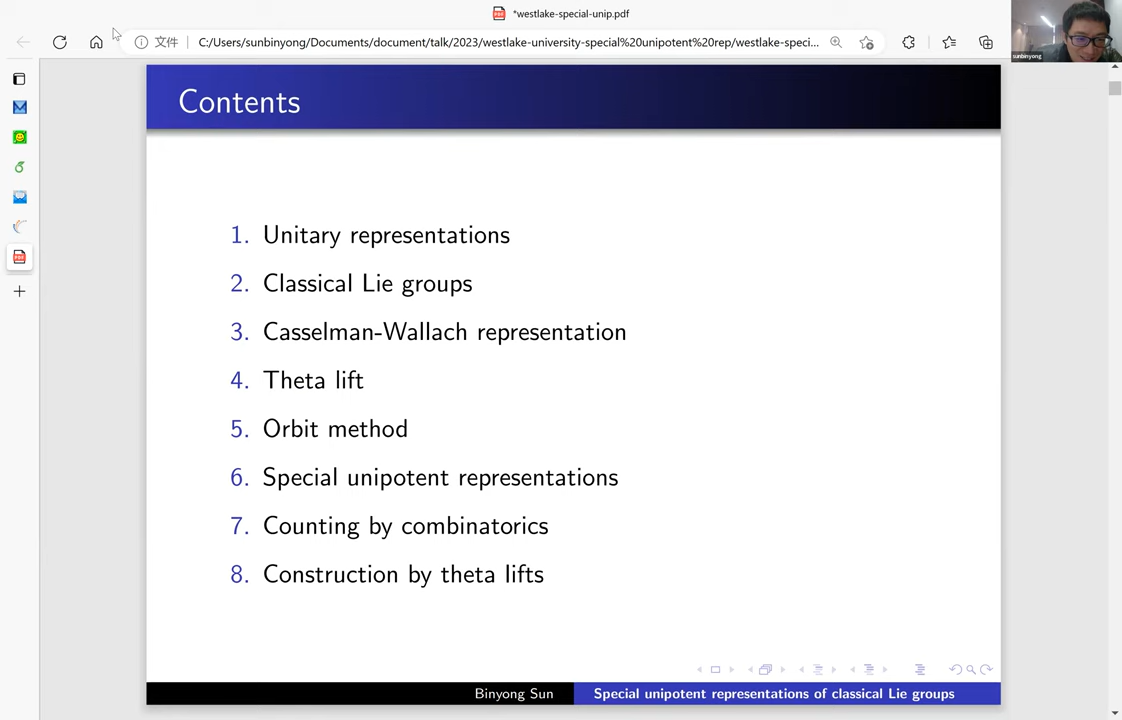 *westlake-special-unip.pdf
文件
C:/Users/sunbinyong/Documents/document/talk/2023/westlake-university-special%20unipotent%20rep/westlake-speci...
sunbinyong
Contents
1. Unitary representations
2. Classical Lie groups
3. Casselman-Wallach representation
4. Theta lift
5. Orbit method
6. Special unipotent representations
7. Counting by combinatorics
8. Construction by theta lifts
Binyong Sun
Special unipotent representations of classical Lie groups